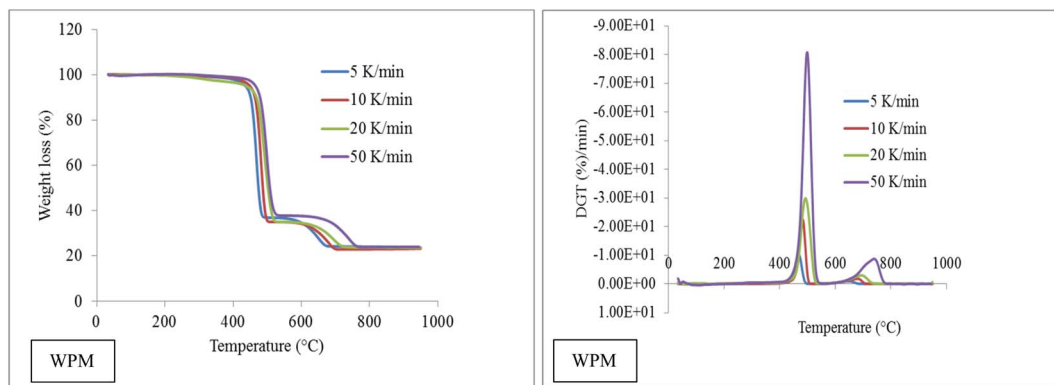 120
100
80
60
40
20
0
Weight loss (%)
5 K/min
10 K/min
20 K/min
50 K/min
0 200 400 600 800 1000
Temperature (°C)
WPM
-9.00E+01
-8.00E+01
-7.00E+01
-6.00E+01
-5.00E+01
-4.00E+01
-3.00E+01
-2.00E+01
-1.00E+01
0.00E+00
1.00E+01
DGT (%)/min)
5 K/min
10 K/min
20 K/min
50 K/min
0 200 400 600 800 1000
Temperature (°C)
WPM